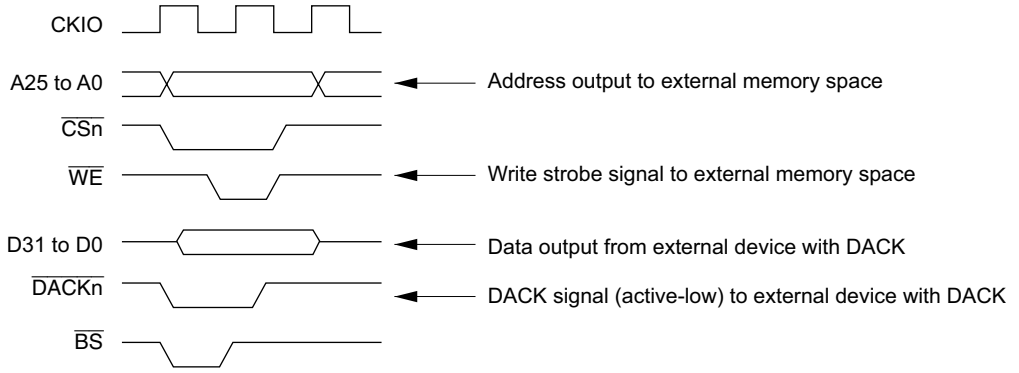 CKIO
A25 to A0 Address output to external memory space
CSn
WE Write strobe signal to external memory space
D31 to D0 Data output from external device with DACK
DACKn DACK signal (active-low) to external device with DACK
BS